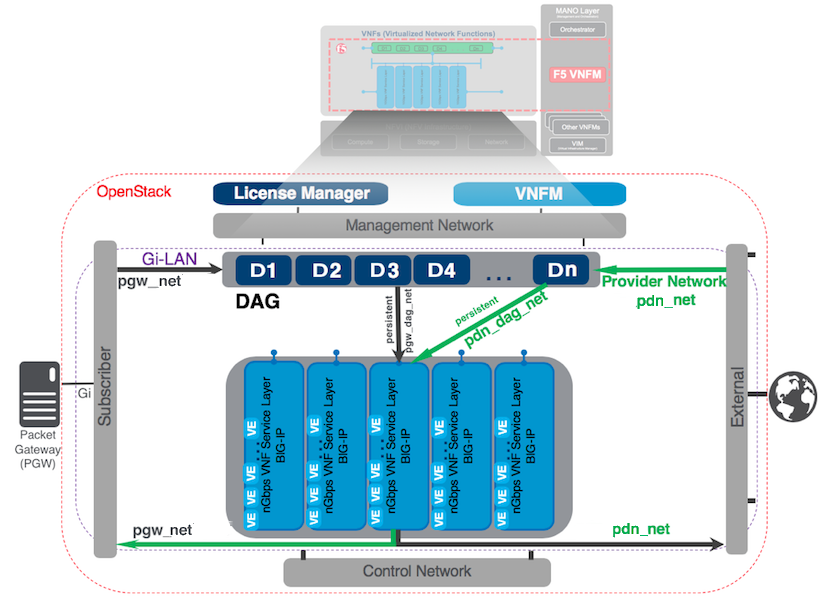 MANO Layer
VNFs (Virtualized Network Functions)
Orchestrator
f5
F5 VNFM
Other VNFMs
VIM
Compute
Storage
Network
OpenStack
License Manager
VNFM
Management Network
Gi-LAN
pgw_net
D1
D2
D3
D4
...
Dn
DAG
Provider Network
pdn_net
persistent
pgw_dag_net
persistent
pdn_dag_net
Subscriber
External
Gi
Packet
Gateway
(PGW)
nGbps VNF Service Layer
BIG-IP
VE
VE
VE
....
VE
nGbps VNF Service Layer
BIG-IP
VE
VE
VE
....
VE
nGbps VNF Service Layer
BIG-IP
VE
VE
VE
....
VE
nGbps VNF Service Layer
BIG-IP
VE
VE
VE
....
VE
nGbps VNF Service Layer
BIG-IP
VE
VE
VE
....
VE
pgw_net
pdn_net
Control Network